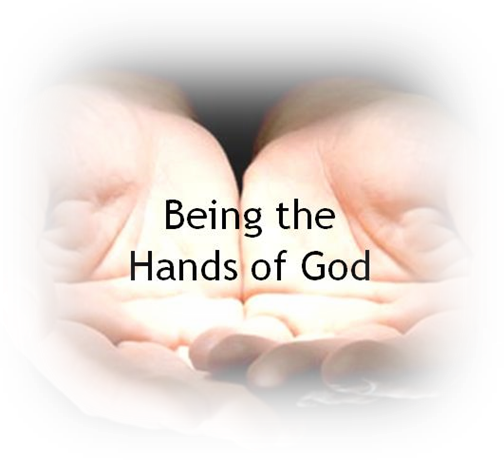 Being the
Hands of God